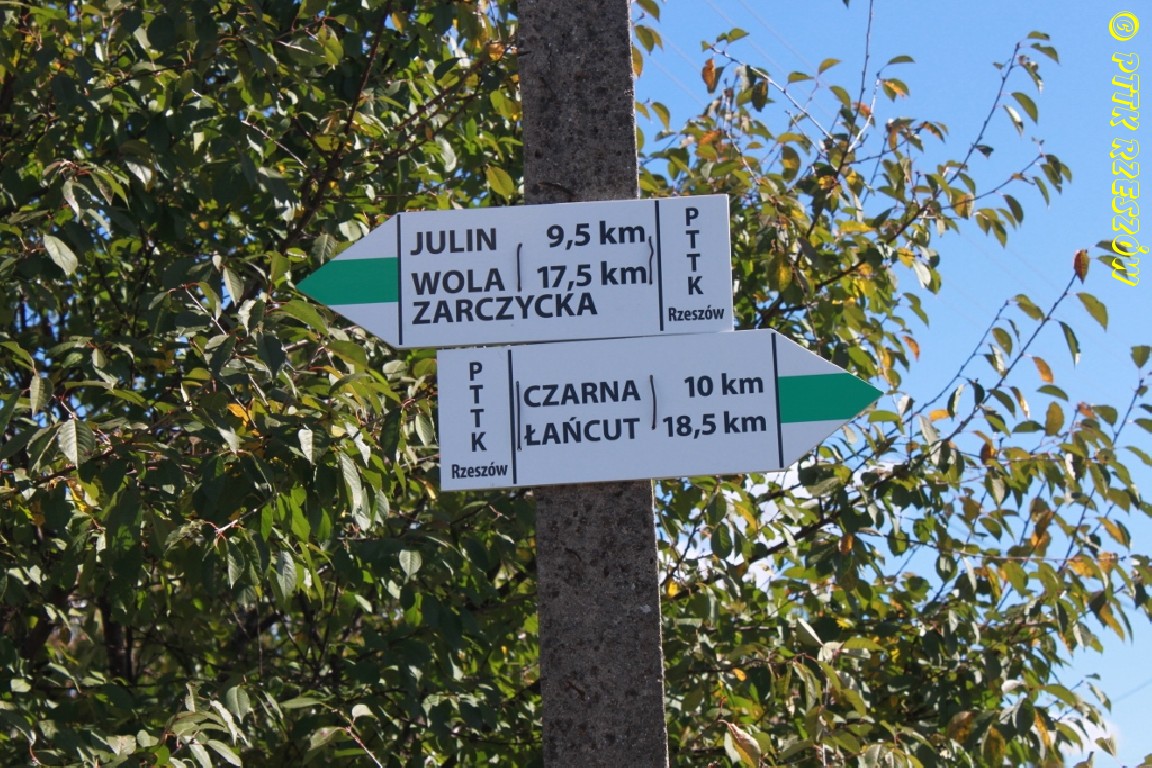 JULIN 9,5 km
WOLA 17,5 km
ZARCZYCKA
PTTK
Rzeszów
PTTK
Rzeszów
CZARNA 10 km
ŁAŃCUT 18,5 km
© PTTK RZESZÓW